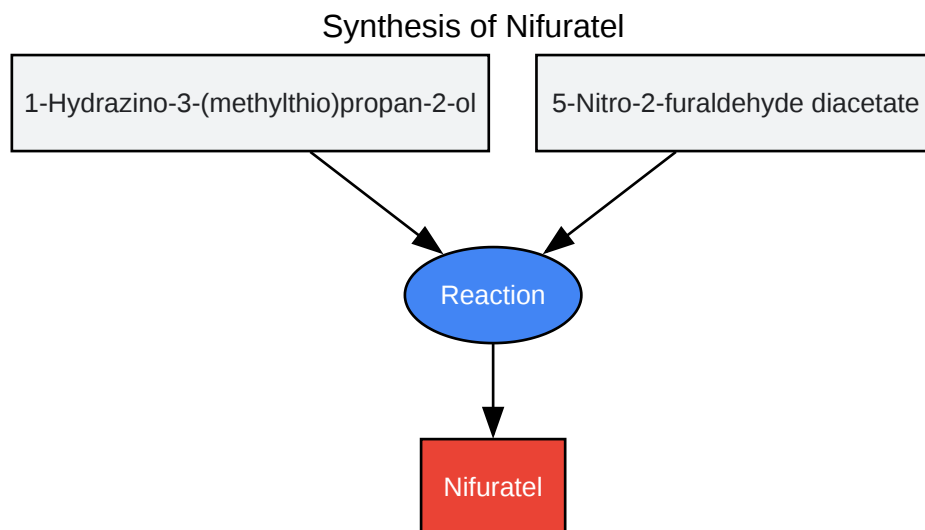 Synthesis of Nifuratel
1-Hydrazino-3-(methylthio)propan-2-ol
5-Nitro-2-furaldehyde diacetate
Reaction
Nifuratel